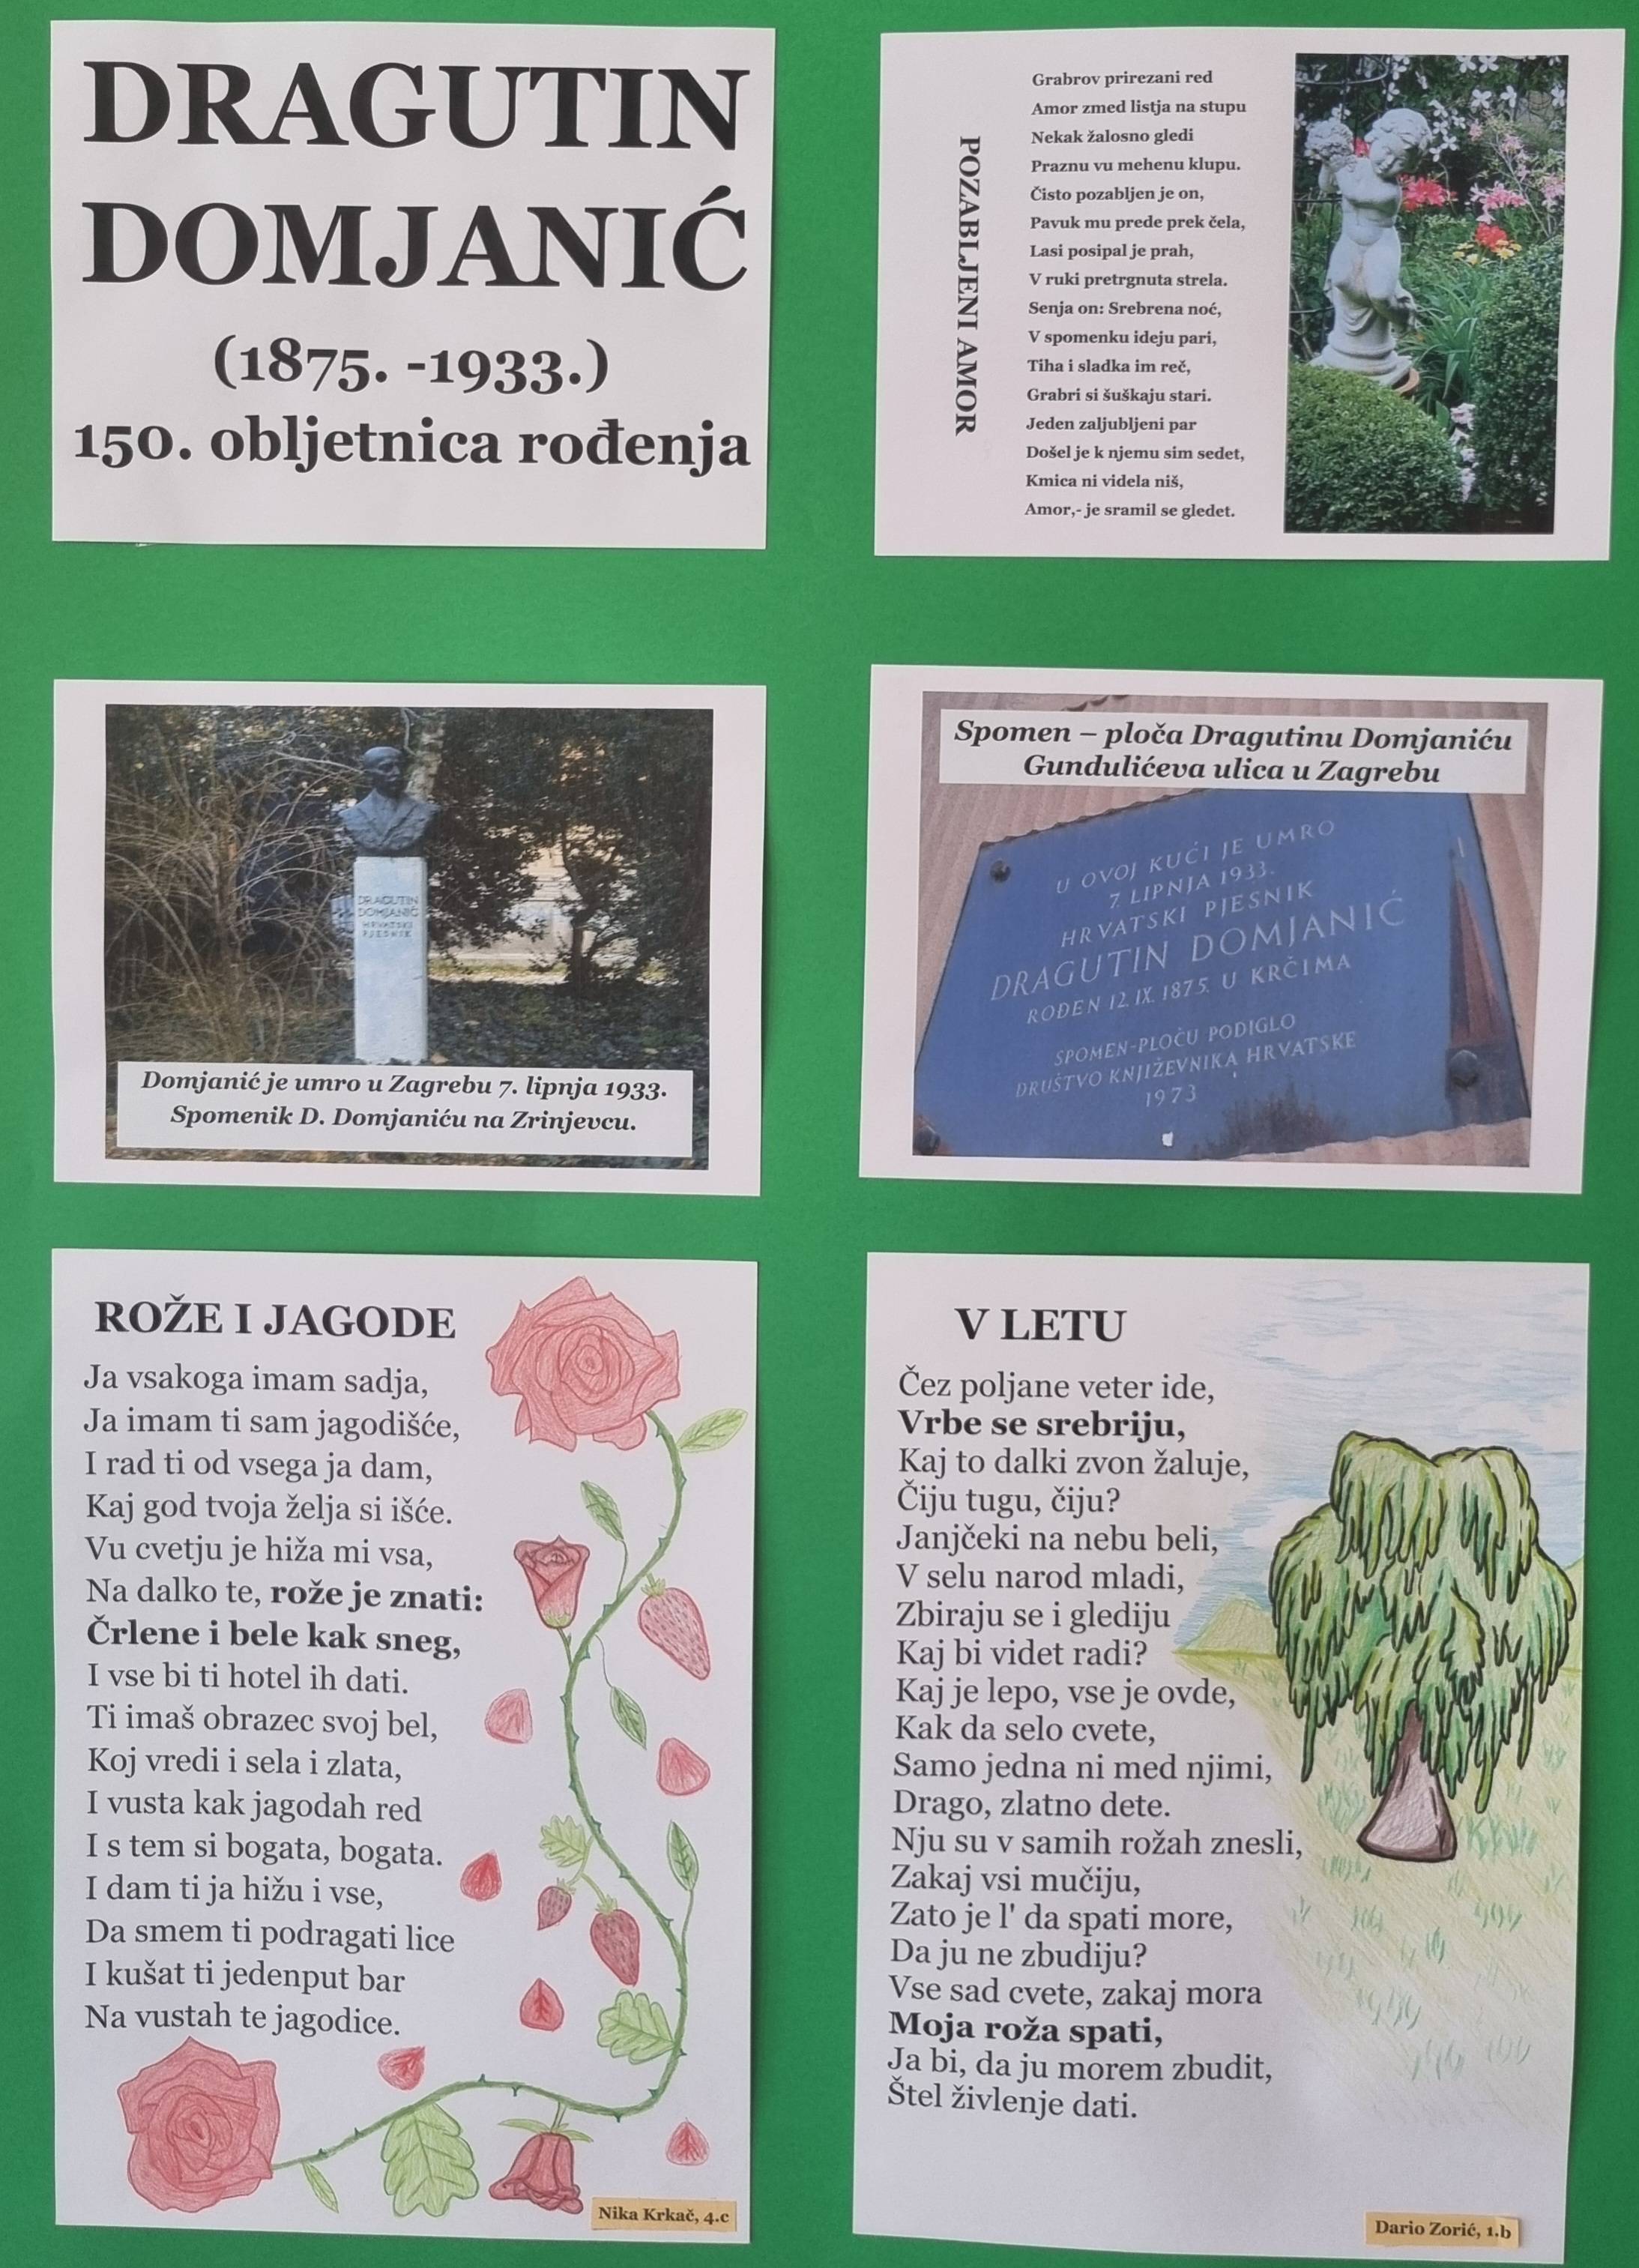 DRAGUTIN
DOMJANIĆ
(1875. -1933.)
150. obljetnica rođenja
POZABLJENI AMOR
Grabrov prirezani red
Amor zmed listja na stupu
Nekak žalosno gledi
Praznu vu mehenu klupu.
Čisto pozabljen je on,
Pavuk mu prede prek čela,
Lasi posipal je prah,
V ruki pretrgnuta strela.
Senja on: Srebrena noć,
V spomenku ideju pari,
Tiha i sladka im reč,
Grabri si šuškaju stari.
Jeden zaljubljeni par
Došel je k njemu sim sedet,
Kmica ni videla niš,
Amor,- je sramil se gledet.
DRAGUTIN
DOMJANIĆ
HRVATSKI
PJESNIK
Domjanić je umro u Zagrebu 7. lipnja 1933.
Spomenik D. Domjaniću na Zrinjevcu.
Spomen – ploča Dragutinu Domjaniću
Gundulićeva ulica u Zagrebu
U OVOJ KUĆI JE UMRO
7. LIPNJA 1933.
HRVATSKI PJESNIK
DRAGUTIN DOMJANIĆ
ROĐEN 12. IX. 1875. U KRČIMA
SPOMEN-PLOČU PODIGLO
DRUŠTVO KNJIŽEVNIKA HRVATSKE
1973
ROŽE I JAGODE
Ja vsakoga imam sadja,
Ja imam ti sam jagodišće,
I rad ti od vsega ja dam,
Kaj god tvoja želja si išće.
Vu cvetju je hiža mi vsa,
Na dalko te, rože je znati:
Črlene i bele kak sneg,
I vse bi ti hotel ih dati.
Ti imaš obrazec svoj bel,
Koj vredi i sela i zlata,
I vusta kak jagodah red
I s tem si bogata, bogata.
I dam ti ja hižu i vse,
Da smem ti podragati lice
I kušat ti jedenput bar
Na vustah te jagodice.
Nika Krkač, 4.c
V LETU
Čez poljane veter ide,
Vrbe se srebriju,
Kaj to dalki zvon žaluje,
Čiju tugu, čiju?
Janjčeki na nebu beli,
V selu narod mladi,
Zbiraju se i glediju
Kaj bi videt radi?
Kaj je lepo, vse je ovde,
Kak da selo cvete,
Samo jedna ni med njimi,
Drago, zlatno dete.
Nju su v samih rožah znesli,
Zakaj vsi mučiju,
Zato je l' da spati more,
Da ju ne zbudiju?
Vse sad cvete, zakaj mora
Moja roža spati,
Ja bi, da ju morem zbudit,
Štel živlenje dati.
Dario Zorić, 1.b